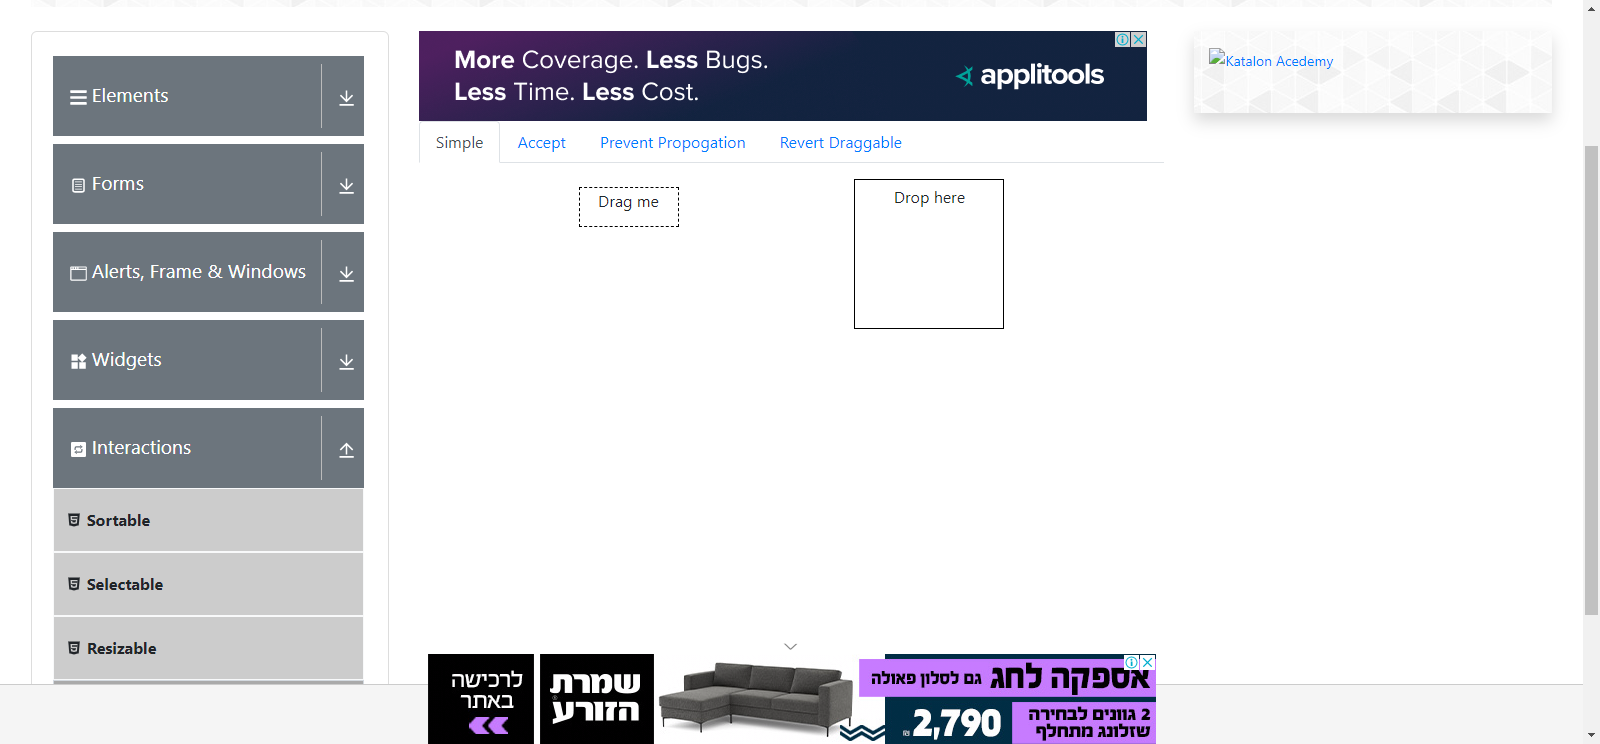 Elements
Forms
Alerts, Frame & Windows
Widgets
Interactions
Sortable
Selectable
Resizable
More Coverage. Less Bugs.
Less Time. Less Cost.
applitools
Simple
Accept
Prevent Propogation
Revert Draggable
Drag me
Drop here
Katalon Acedemy
לרכישה
באתר
שמרת
הזורע
אספקה לחג גם לסלון פאולה
2,790 ₪
2 גוונים לבחירה
שזלונג מתחלף